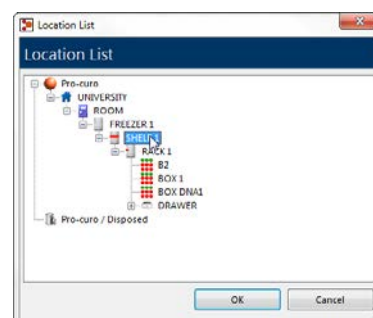 Location List
Location List
Pro-curo
UNIVERSITY
ROOM
FREEZER 1
SHELF 1
RACK 1
B2
BOX 1
BOX DNA1
DRAWER
Pro-curo / Disposed
OK
Cancel